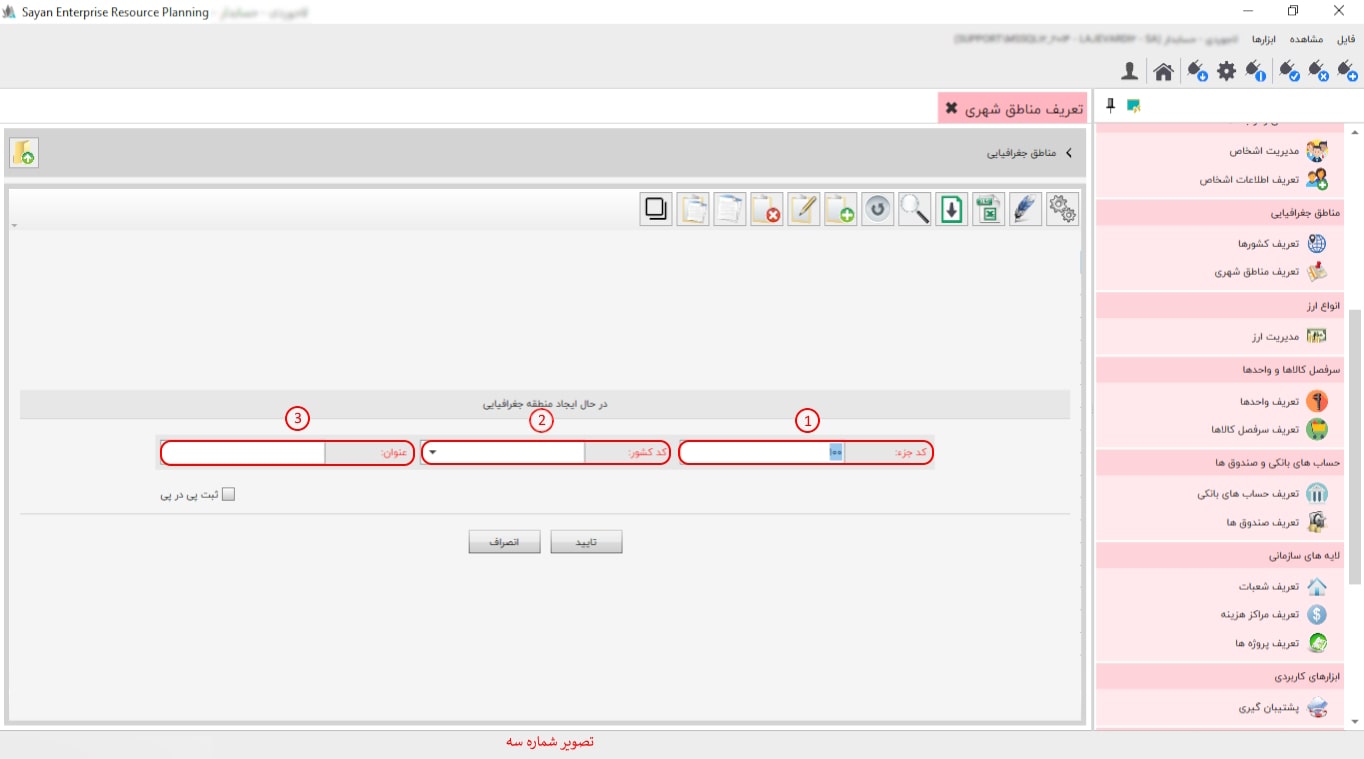 Sayan Enterprise Resource Planning
فایل مشاهده ابزارها
تعریف مناطق شهری
مناطق جغرافیایی
در حال ایجاد منطقه جغرافیایی
1
2
3
کد جزء: ۱۰۰
کد کشور:
عنوان:
ثبت پی در پی
تایید
انصراف
مدیریت اشخاص
تعریف اطلاعات اشخاص
مناطق جغرافیایی
تعریف کشورها
تعریف مناطق شهری
انواع ارز
مدیریت ارز
سرفصل کالاها و واحدها
تعریف واحدها
تعریف سرفصل کالاها
حساب های بانکی و صندوق ها
تعریف حساب های بانکی
تعریف صندوق ها
لایه های سازمانی
تعریف شعبات
تعریف مراکز هزینه
تعریف پروژه ها
ابزارهای کاربردی
پشتیبان گیری
تصویر شماره سه